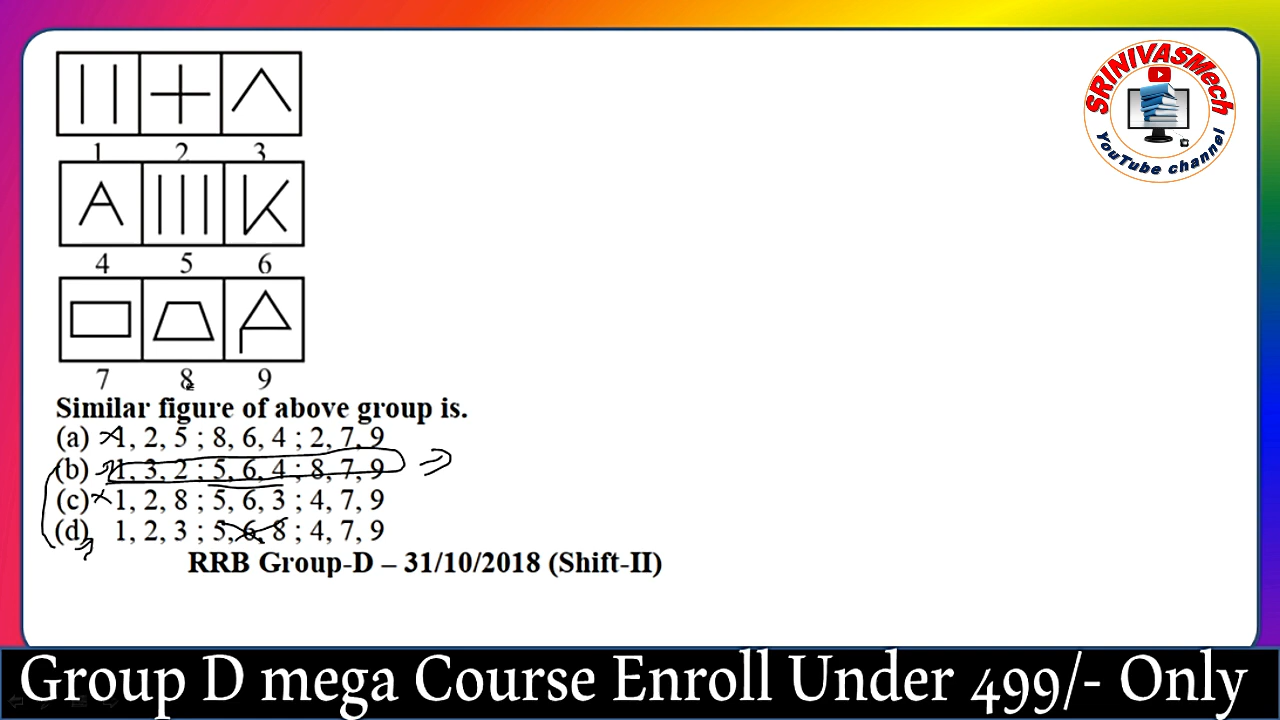 SRINIVASMech
YouTube channel
1 2 3
4 5 6
7 8 9
Similar figure of above group is.
(a) 1, 2, 5 ; 8, 6, 4 ; 2, 7, 9
(b) 1, 3, 2 ; 5, 6, 4 ; 8, 7, 9
(c) 1, 2, 8 ; 5, 6, 3 ; 4, 7, 9
(d) 1, 2, 3 ; 5, 6, 8 ; 4, 7, 9
RRB Group-D – 31/10/2018 (Shift-II)
Group D mega Course Enroll Under 499/- Only